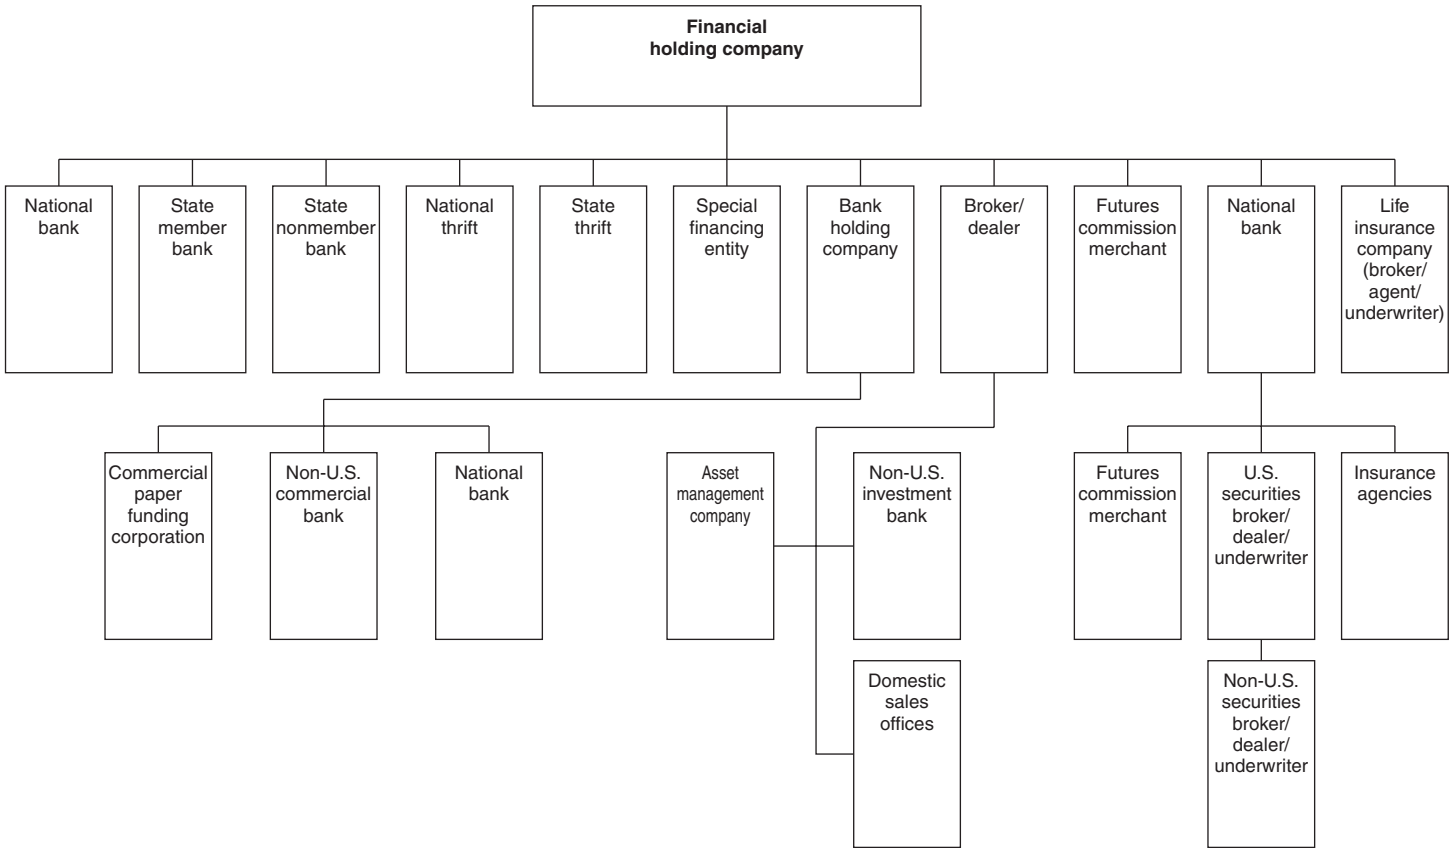 Financial
holding company
National
bank
State
member
bank
State
nonmember
bank
National
thrift
State
thrift
Special
financing
entity
Bank
holding
company
Broker/
dealer
Futures
commission
merchant
National
bank
Life
insurance
company
(broker/
agent/
underwriter)
Commercial
paper
funding
corporation
Non-U.S.
commercial
bank
National
bank
Asset
management
company
Non-U.S.
investment
bank
Futures
commission
merchant
U.S.
securities
broker/
dealer/
underwriter
Insurance
agencies
Domestic
sales
offices
Non-U.S.
securities
broker/
dealer/
underwriter